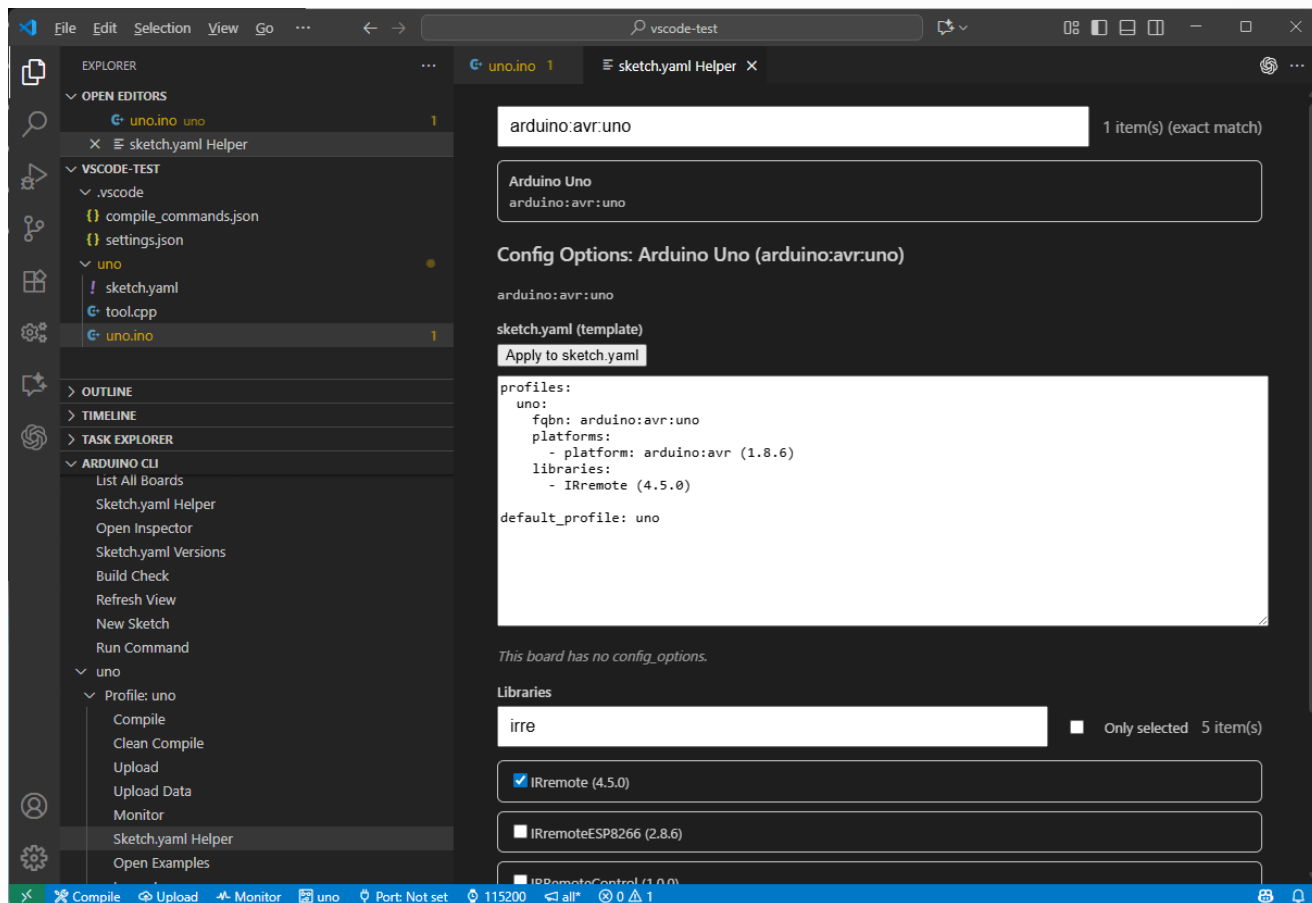 File Edit Selection View Go ··· vscode-test
EXPLORER
OPEN EDITORS
uno.ino uno 1
sketch.yaml Helper
VSCODE-TEST
.vscode
{} compile_commands.json
{} settings.json
uno
! sketch.yaml
tool.cpp
uno.ino 1
OUTLINE
TIMELINE
TASK EXPLORER
ARDUINO CLI
List All Boards
Sketch.yaml Helper
Open Inspector
Sketch.yaml Versions
Build Check
Refresh View
New Sketch
Run Command
uno
Profile: uno
Compile
Clean Compile
Upload
Upload Data
Monitor
Sketch.yaml Helper
Open Examples
uno.ino 1 sketch.yaml Helper
arduino:avr:uno 1 item(s) (exact match)
Arduino Uno
arduino:avr:uno
Config Options: Arduino Uno (arduino:avr:uno)
arduino:avr:uno
sketch.yaml (template)
Apply to sketch.yaml
profiles:
uno:
fqbn: arduino:avr:uno
platforms:
- platform: arduino:avr (1.8.6)
libraries:
- IRremote (4.5.0)
default_profile: uno
This board has no config_options.
Libraries
irre Only selected 5 item(s)
IRremote (4.5.0)
IRremoteESP8266 (2.8.6)
IRRemoteControl (1.0.0)
Compile Upload Monitor uno Port: Not set 115200 all* 0 1